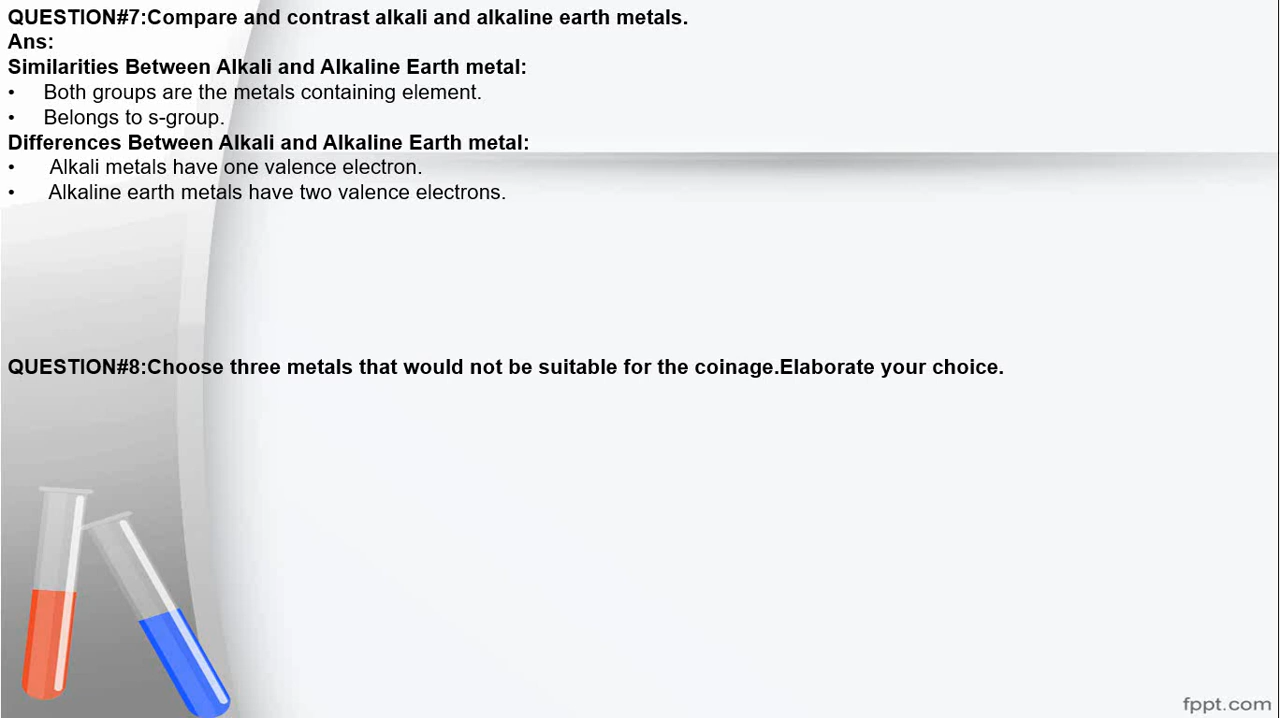 QUESTION#7:Compare and contrast alkali and alkaline earth metals.
Ans:
Similarities Between Alkali and Alkaline Earth metal:
• Both groups are the metals containing element.
• Belongs to s-group.
Differences Between Alkali and Alkaline Earth metal:
• Alkali metals have one valence electron.
• Alkaline earth metals have two valence electrons.
QUESTION#8:Choose three metals that would not be suitable for the coinage.Elaborate your choice.
fppt.com